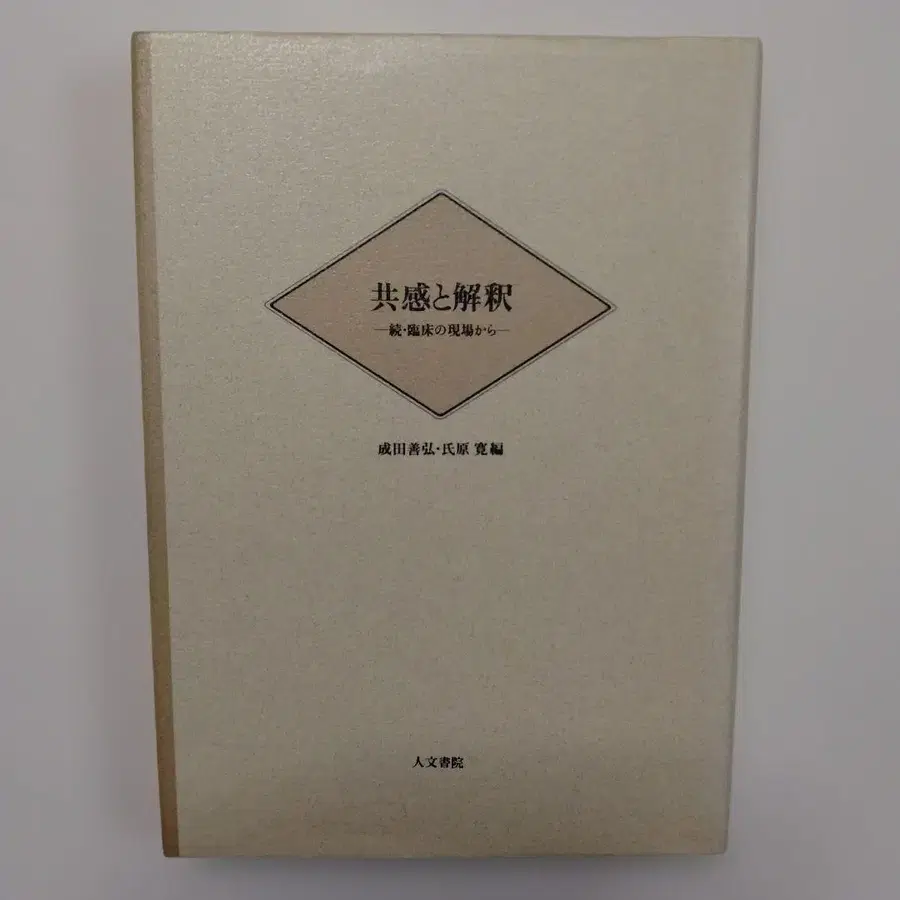 共感と解釈
―続・臨床の現場から―
成田善弘・氏原 寛編
人文書院